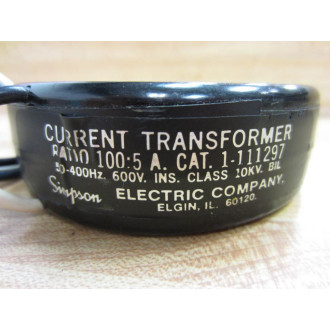 CURRENT TRANSFORMER
RATIO 100:5 A. CAT. 1-111297
50-400Hz. 600V. INS. CLASS 10KV. BIL
Simpson ELECTRIC COMPANY.
ELGIN, IL. 60120.